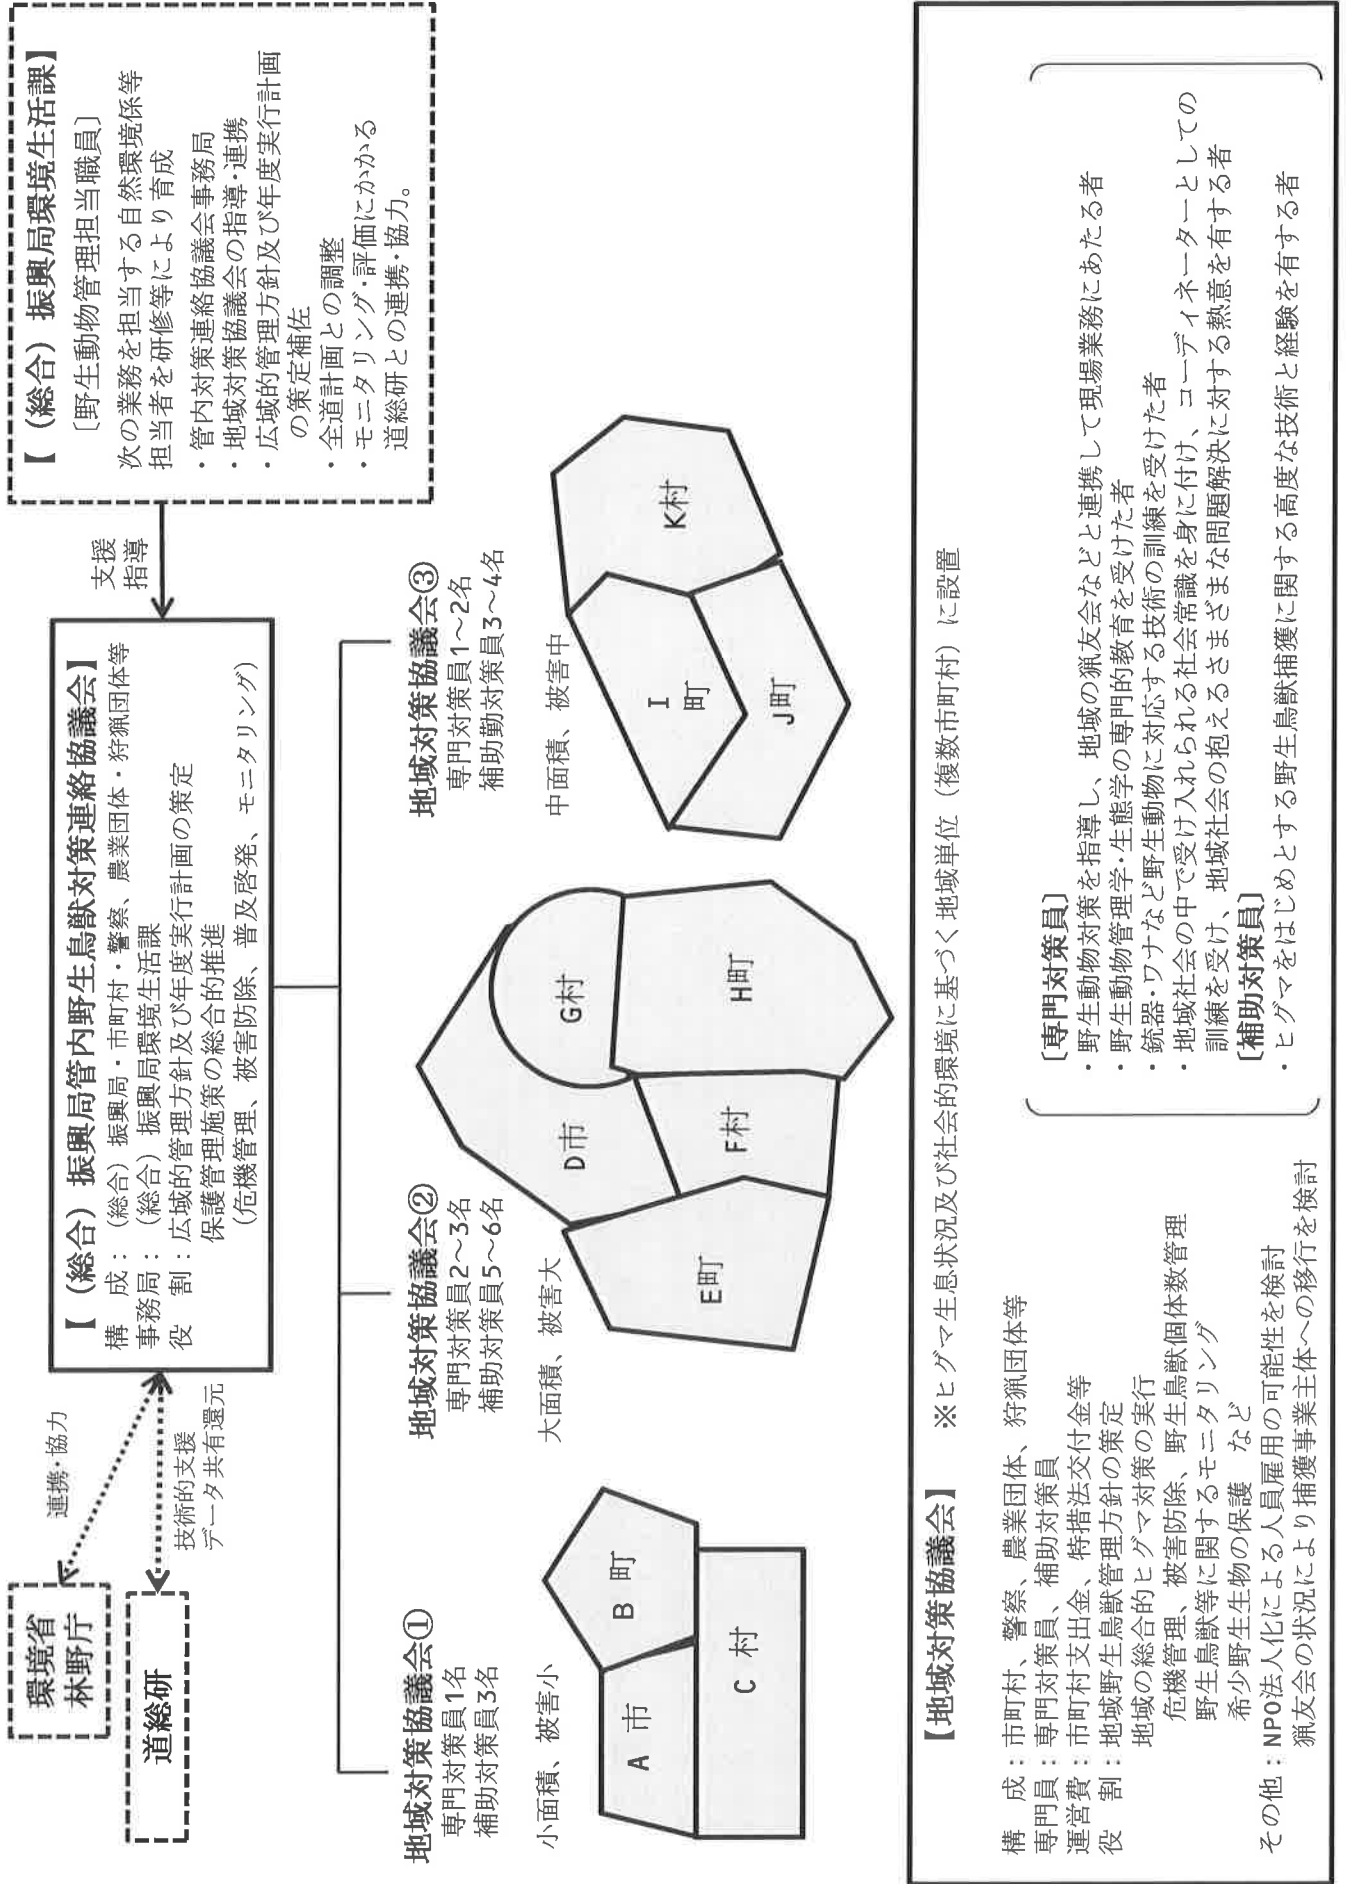 環境省
林野庁
道総研
連携・協力
技術的支援
データ共有還元
【（総合）振興局管内野生鳥獣対策連絡協議会】
構　成：（総合）振興局・市町村・警察、農業団体・狩猟団体等
事務局：（総合）振興局環境生活課
役　割：広域的管理方針及び年度実行計画の策定
保護管理施策の総合的推進
（危機管理、被害防除、普及啓発、モニタリング）
支援
指導
【（総合）振興局環境生活課】
［野生動物管理担当職員］
次の業務を担当する自然環境係等
担当者を研修等により育成
・管内対策連絡協議会事務局
・地域対策協議会の指導・連携
・広域的管理方針及び年度実行計画
の策定補佐
・全道計画との調整
・モニタリング・評価にかかる
道総研との連携・協力。
地域対策協議会①
専門対策員1名
補助対策員3名
小面積、被害小
A 市
B 町
C 村
地域対策協議会②
専門対策員2～3名
補助対策員5～6名
大面積、被害大
D市
E町
F村
G村
H町
地域対策協議会③
専門対策員1～2名
補助勤対策員3～4名
中面積、被害中
I
町
J町
K村
【地域対策協議会】　※ヒグマ生息状況及び社会的環境に基づく地域単位（複数市町村）に設置
構　成：市町村、警察、農業団体、狩猟団体等
専門員：専門対策員、補助対策員
運営費：市町村支出金、特措法交付金等
役　割：地域野生鳥獣管理方針の策定
地域の総合的ヒグマ対策の実行
危機管理、被害防除、野生鳥獣個体数管理
野生鳥獣等に関するモニタリング
希少野生生物の保護　など
その他：NPO法人化による人員雇用の可能性を検討
猟友会の状況により捕獲事業主体への移行を検討
［専門対策員］
・野生動物対策を指導し、地域の猟友会などと連携して現場業務にあたる者
・野生動物管理学・生態学の専門的教育を受けた者
・銃器・ワナなど野生動物に対応する技術の訓練を受けた者
・地域社会の中で受け入れられる社会常識を身に付け、コーディネーターとしての
訓練を受け、地域社会の抱えるさまざまな問題解決に対する熱意を有する者
［補助対策員］
・ヒグマをはじめとする野生鳥獣捕獲に関する高度な技術と経験を有する者